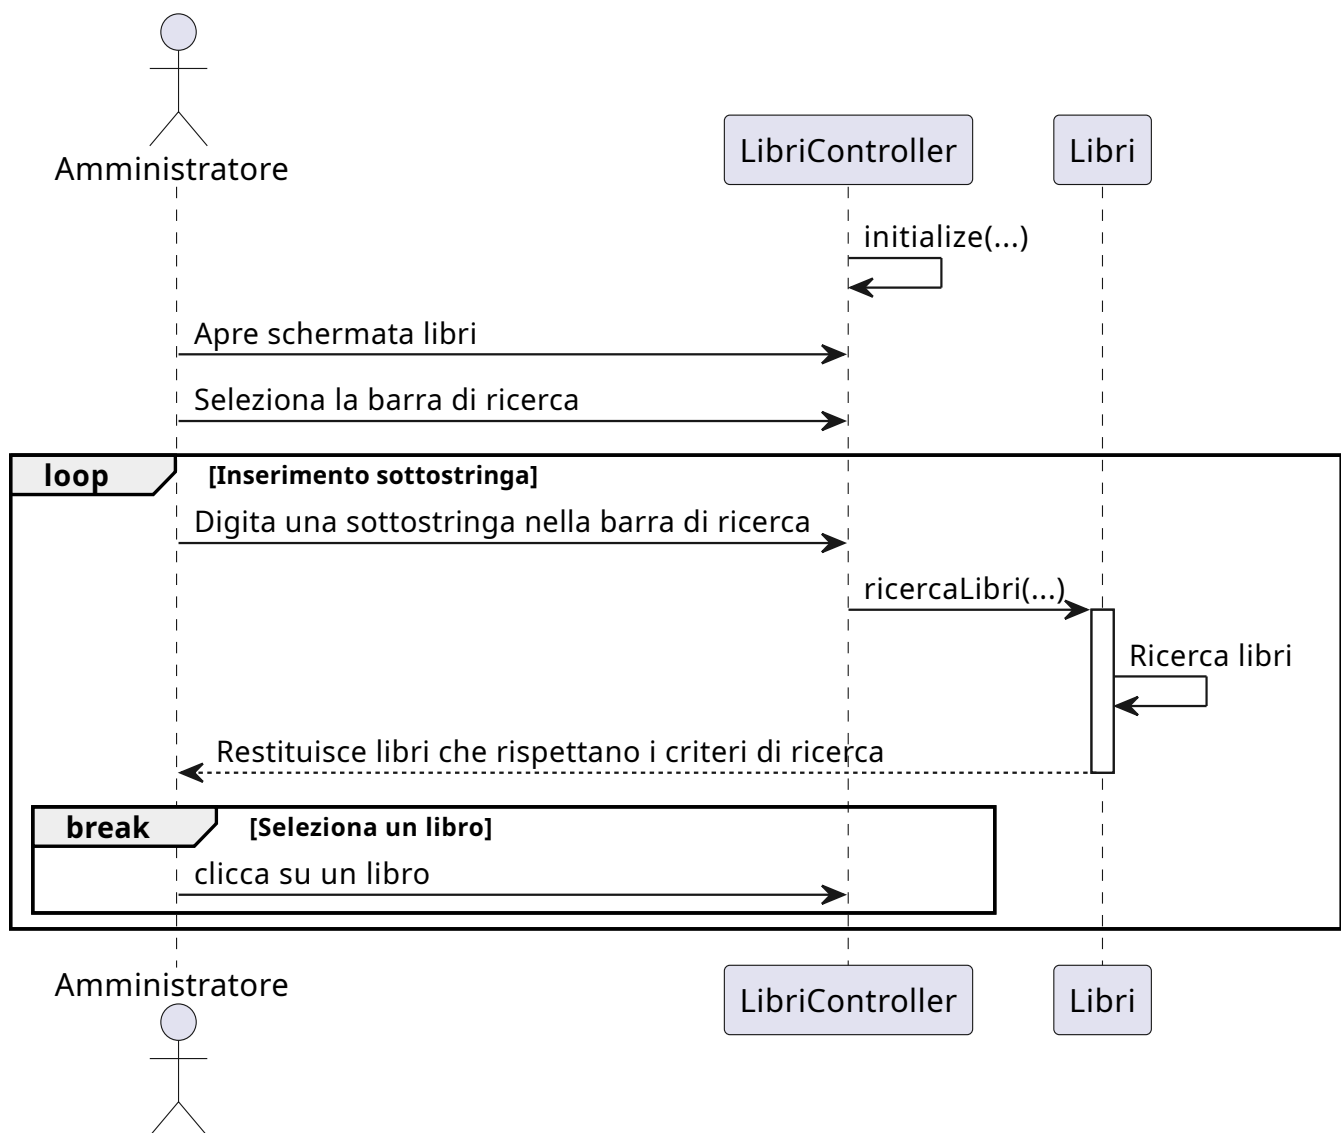 Amministratore
LibriController
Libri
initialize(...)
Apre schermata libri
Seleziona la barra di ricerca
loop
[Inserimento sottostringa]
Digita una sottostringa nella barra di ricerca
ricercaLibri(...)
Ricerca libri
Restituisce libri che rispettano i criteri di ricerca
break
[Seleziona un libro]
clicca su un libro
Amministratore
LibriController
Libri